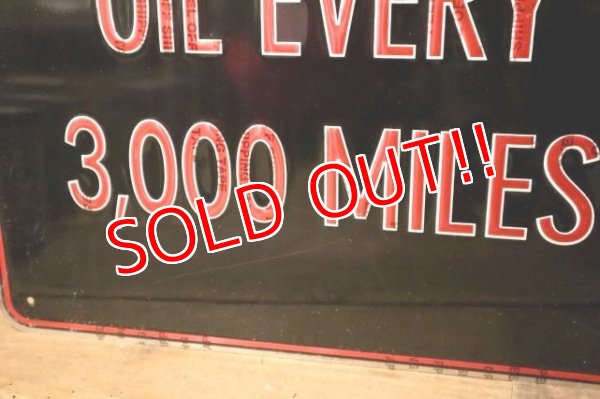 OIL EVERY
3,000 MILES
SOLD OUT!!